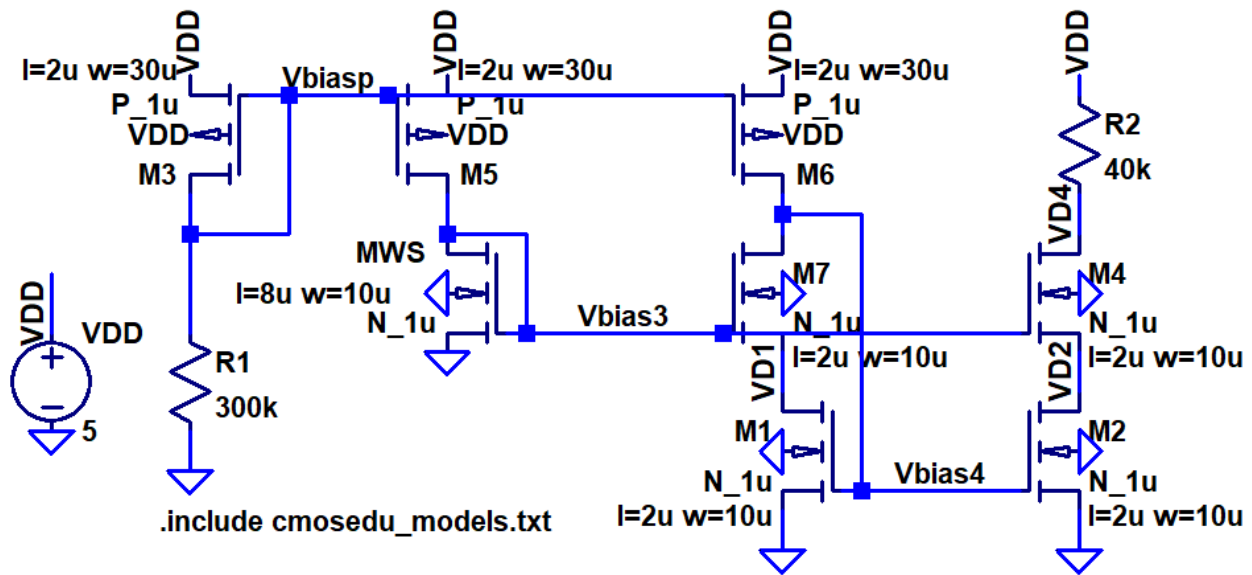 VDD
VDD
VDD
VDD
l=2u w=30u
Vbiasp
l=2u w=30u
l=2u w=30u
P_1u
P_1u
P_1u
R2
VDD
VDD
VDD
M3
M5
M6
40k
VD4
MWS
M7
M4
l=8u w=10u
VDD
VDD
N_1u
Vbias3
N_1u
N_1u
R1
VD1
l=2u w=10u
VD2
l=2u w=10u
300k
5
M1
M2
N_1u
Vbias4
N_1u
.include cmosedu_models.txt
l=2u w=10u
l=2u w=10u